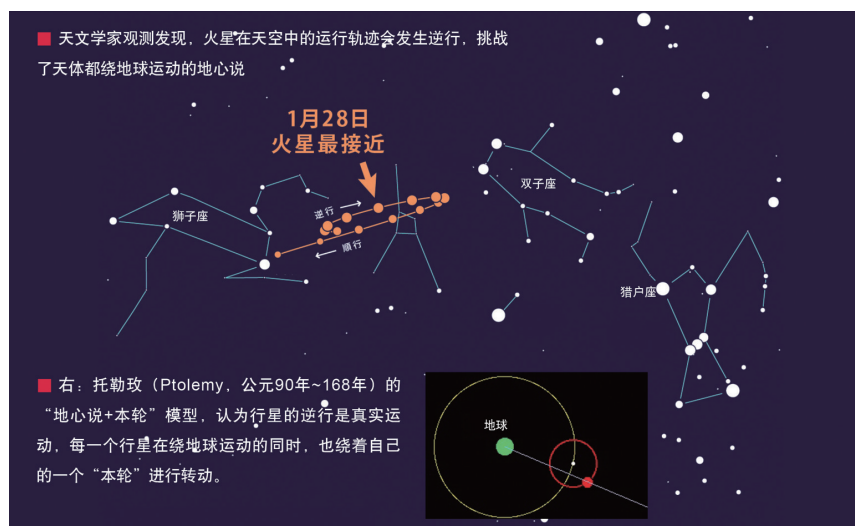 天文学家观测发现，火星在天空中的运行轨迹会发生逆行，挑战
了天体都绕地球运动的地心说
1月28日
火星最接近
双子座
狮子座
逆行
順行
猎户座
右：托勒玫（Ptolemy，公元90年~168年）的
“地心说+本轮”模型，认为行星的逆行是真实运
动，每一个行星在绕地球运动的同时，也绕着自己
的一个“本轮”进行转动。
地球